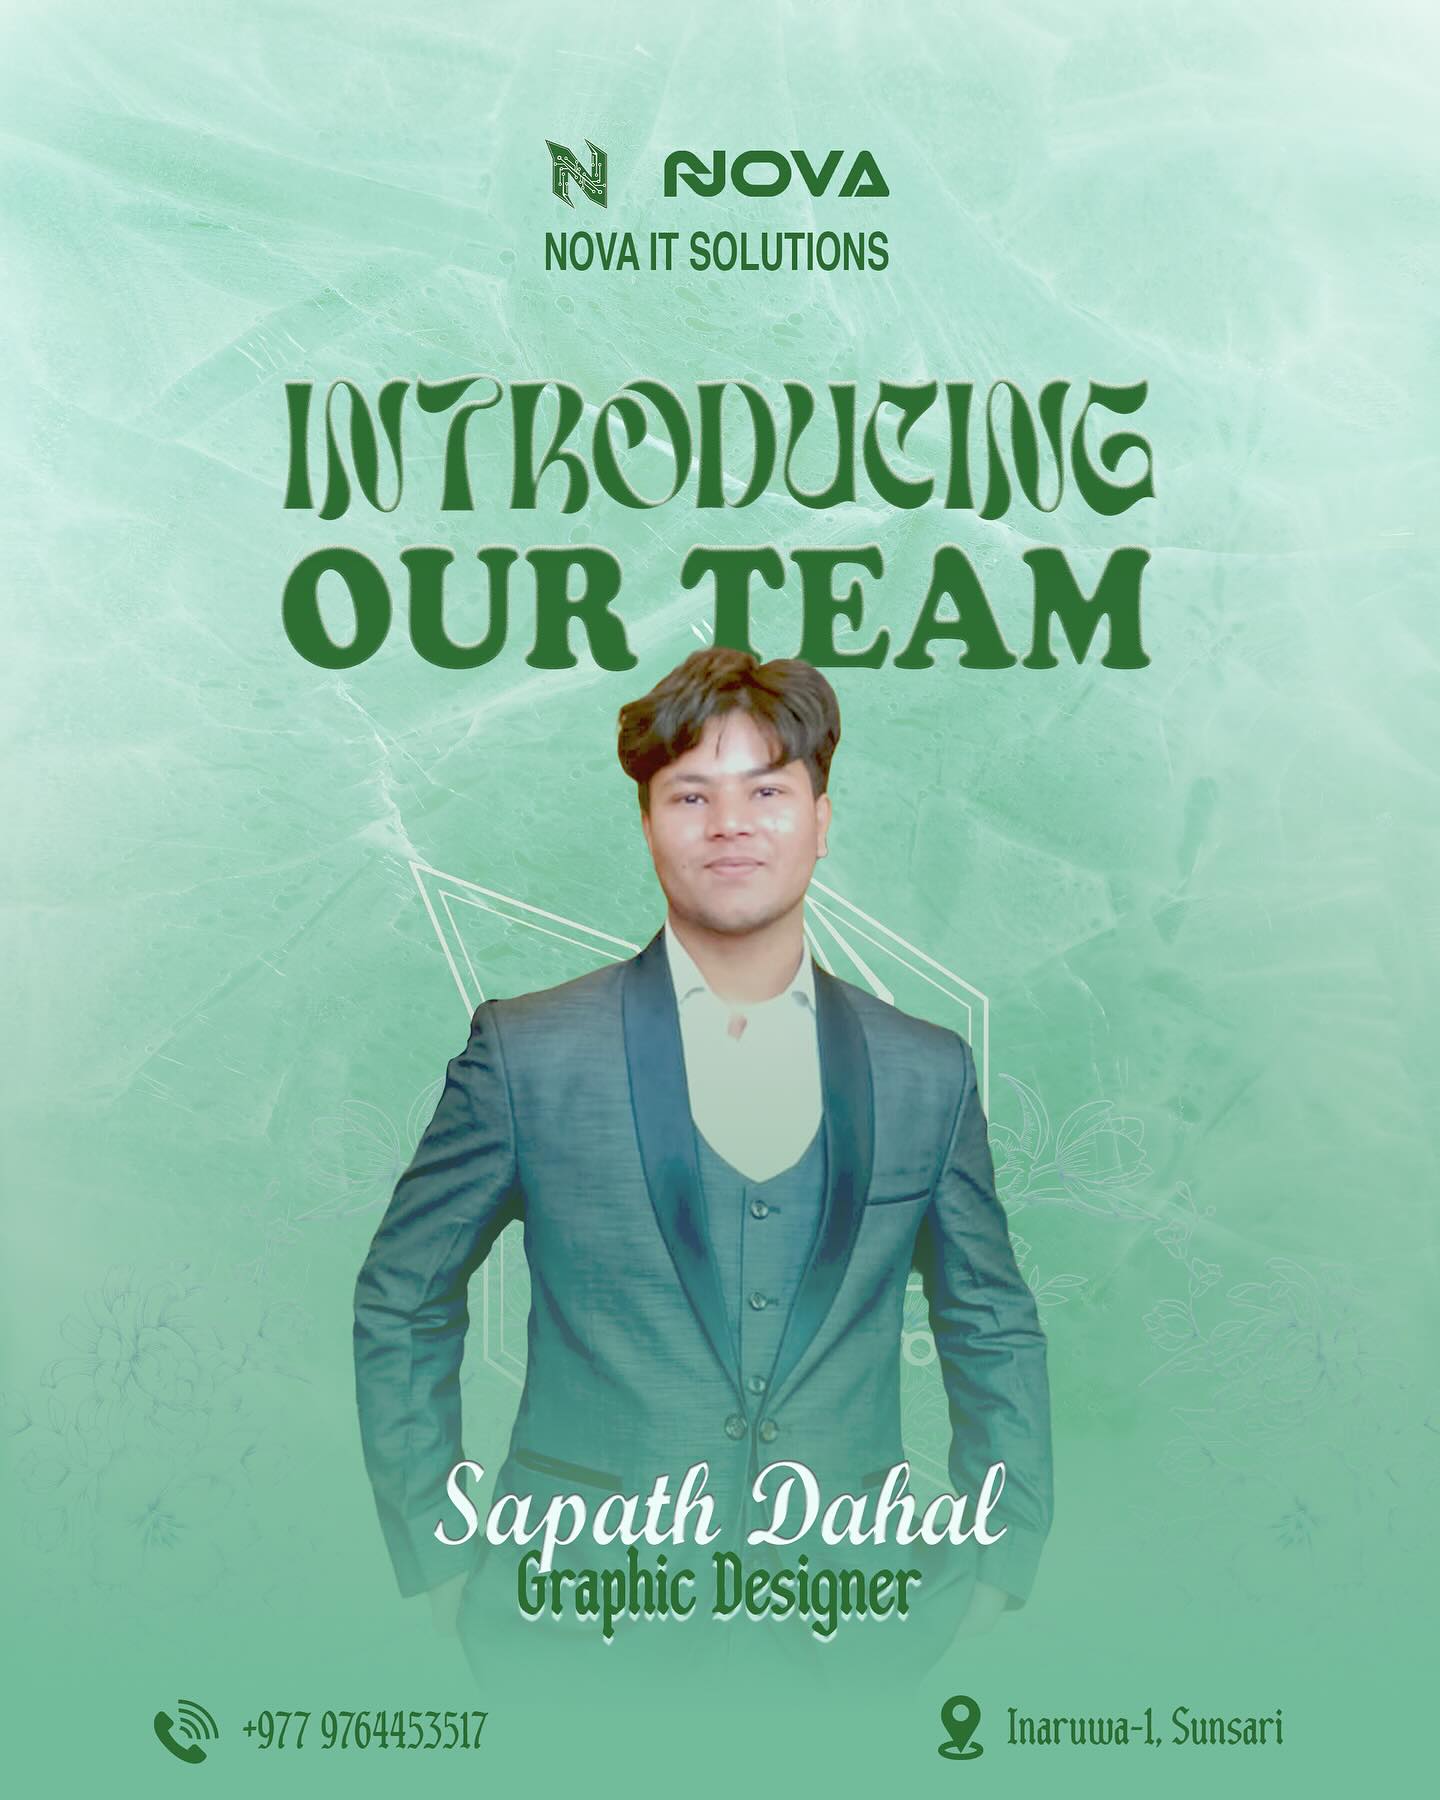 NOVA
NOVA IT SOLUTIONS
INTRODUCING
OUR TEAM
Sapath Dahal
Graphic Designer
+977 9764453517
Inaruwa-1, Sunsari